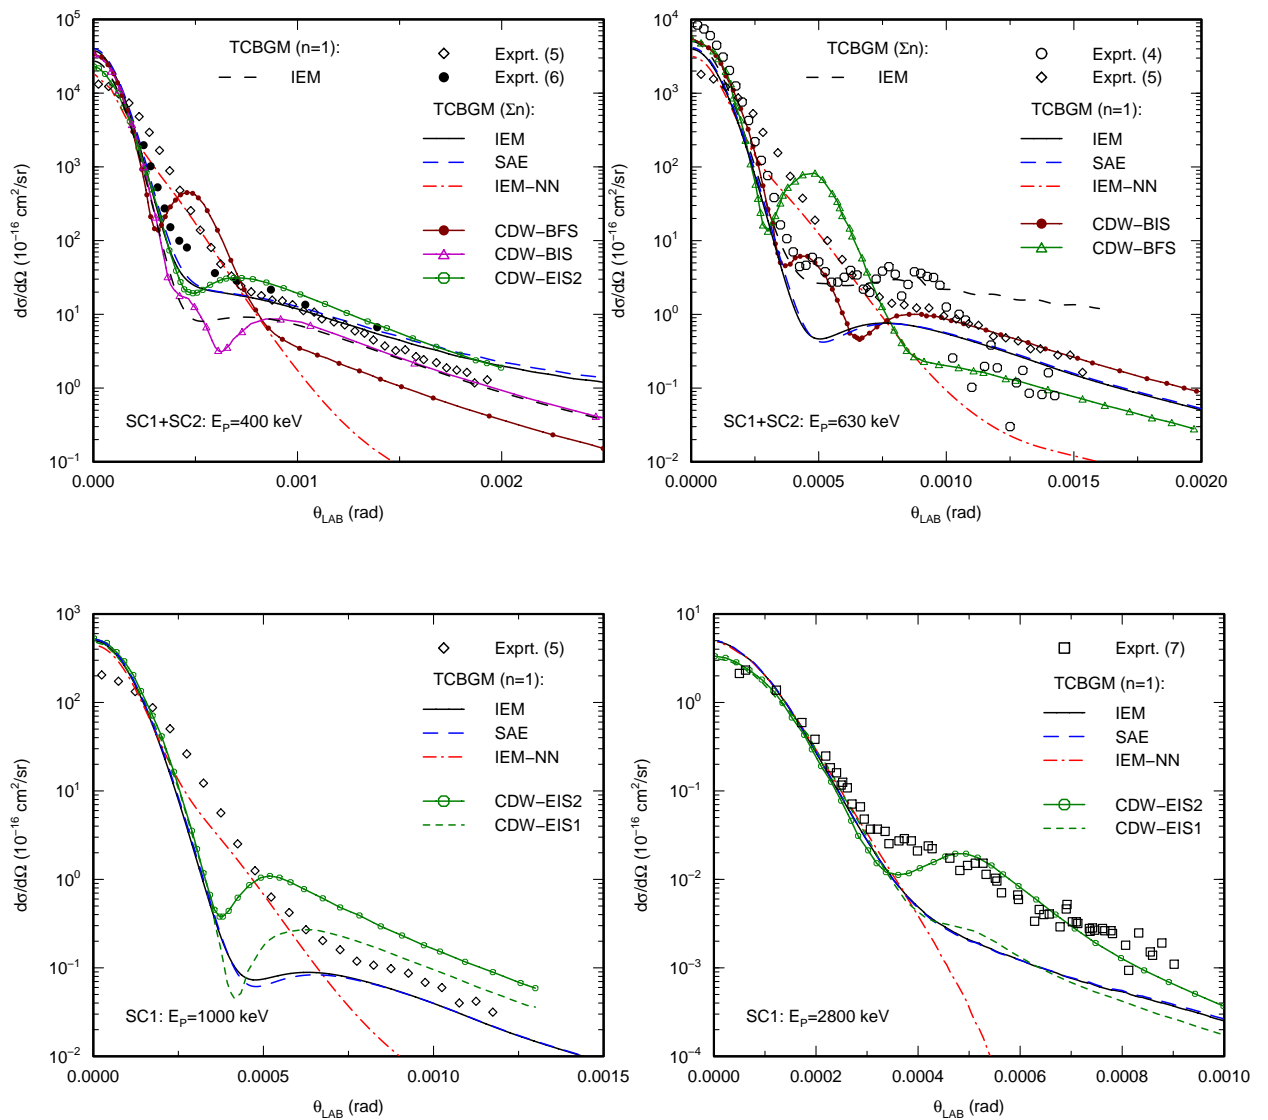 TCBGM (n=1):
IEM
Exprt. (5)
Exprt. (6)
TCBGM (Σn):
IEM
SAE
IEM−NN
CDW−BFS
CDW−BIS
CDW−EIS2
SC1+SC2: E_P=400 keV
10^5
10^4
10^3
10^2
10^1
10^0
10^−1
0.000
0.001
0.002
θ_LAB (rad)
dσ/dΩ (10^−16 cm^2/sr)
TCBGM (Σn):
IEM
Exprt. (4)
Exprt. (5)
TCBGM (n=1):
IEM
SAE
IEM−NN
CDW−BIS
CDW−BFS
SC1+SC2: E_P=630 keV
10^4
10^3
10^2
10^1
10^0
10^−1
10^−2
0.0000
0.0005
0.0010
0.0015
0.0020
θ_LAB (rad)
dσ/dΩ (10^−16 cm^2/sr)
Exprt. (5)
TCBGM (n=1):
IEM
SAE
IEM−NN
CDW−EIS2
CDW−EIS1
SC1: E_P=1000 keV
10^3
10^2
10^1
10^0
10^−1
10^−2
0.0000
0.0005
0.0010
0.0015
θ_LAB (rad)
dσ/dΩ (10^−16 cm^2/sr)
Exprt. (7)
TCBGM (n=1):
IEM
SAE
IEM−NN
CDW−EIS2
CDW−EIS1
SC1: E_P=2800 keV
10^1
10^0
10^−1
10^−2
10^−3
10^−4
0.0000
0.0002
0.0004
0.0006
0.0008
0.0010
θ_LAB (rad)
dσ/dΩ (10^−16 cm^2/sr)